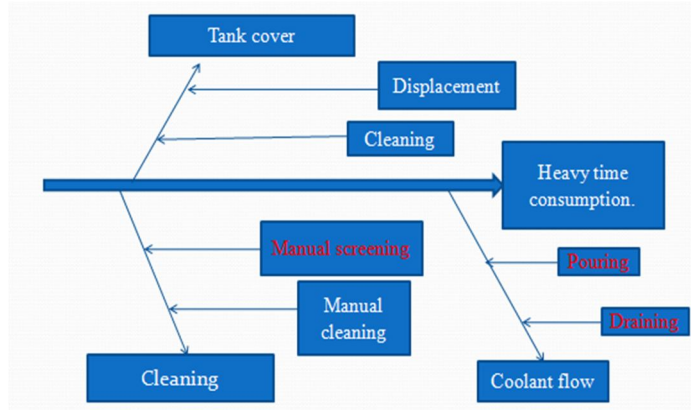 Tank cover
Displacement
Cleaning
Heavy time
consumption.
Manual screening
Pouring
Manual
cleaning
Draining
Cleaning
Coolant flow